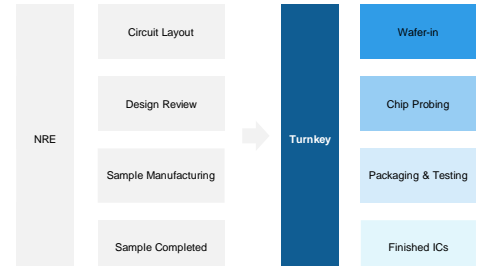 Circuit Layout
Wafer-in
Design Review
Chip Probing
NRE
Turnkey
Sample Manufacturing
Packaging & Testing
Sample Completed
Finished ICs